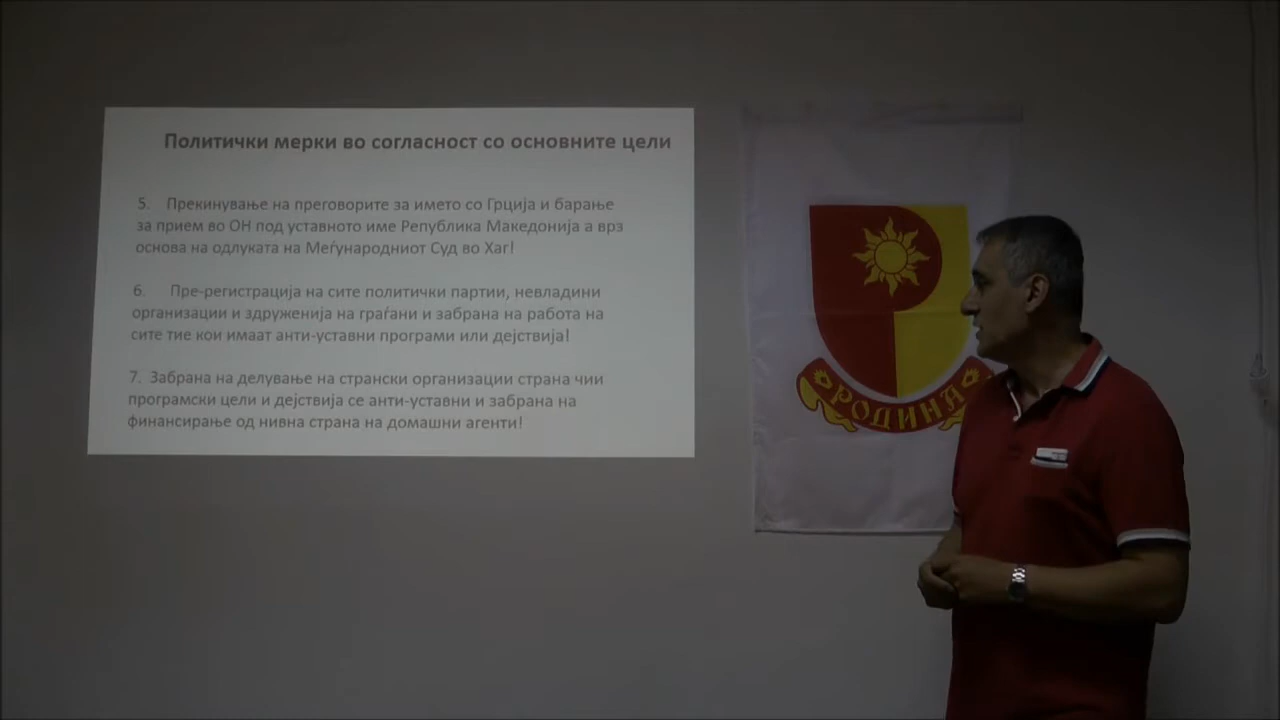 Политички мерки во согласност со основните цели
5. Прекинување на преговорите за името со Грција и барање
за прием во ОН под уставното име Република Македонија а врз
основа на одлуката на Меѓународниот Суд во Хаг!
6. Пре-регистрација на сите политички партии, невладини
организации и здруженија на граѓани и забрана на работа на
сите тие кои имаат анти-уставни програми или дејствија!
7. Забрана на делување на странски организации страна чии
програмски цели и дејствија се анти-уставни и забрана на
финансирање од нивна страна на домашни агенти!
РОДИНА